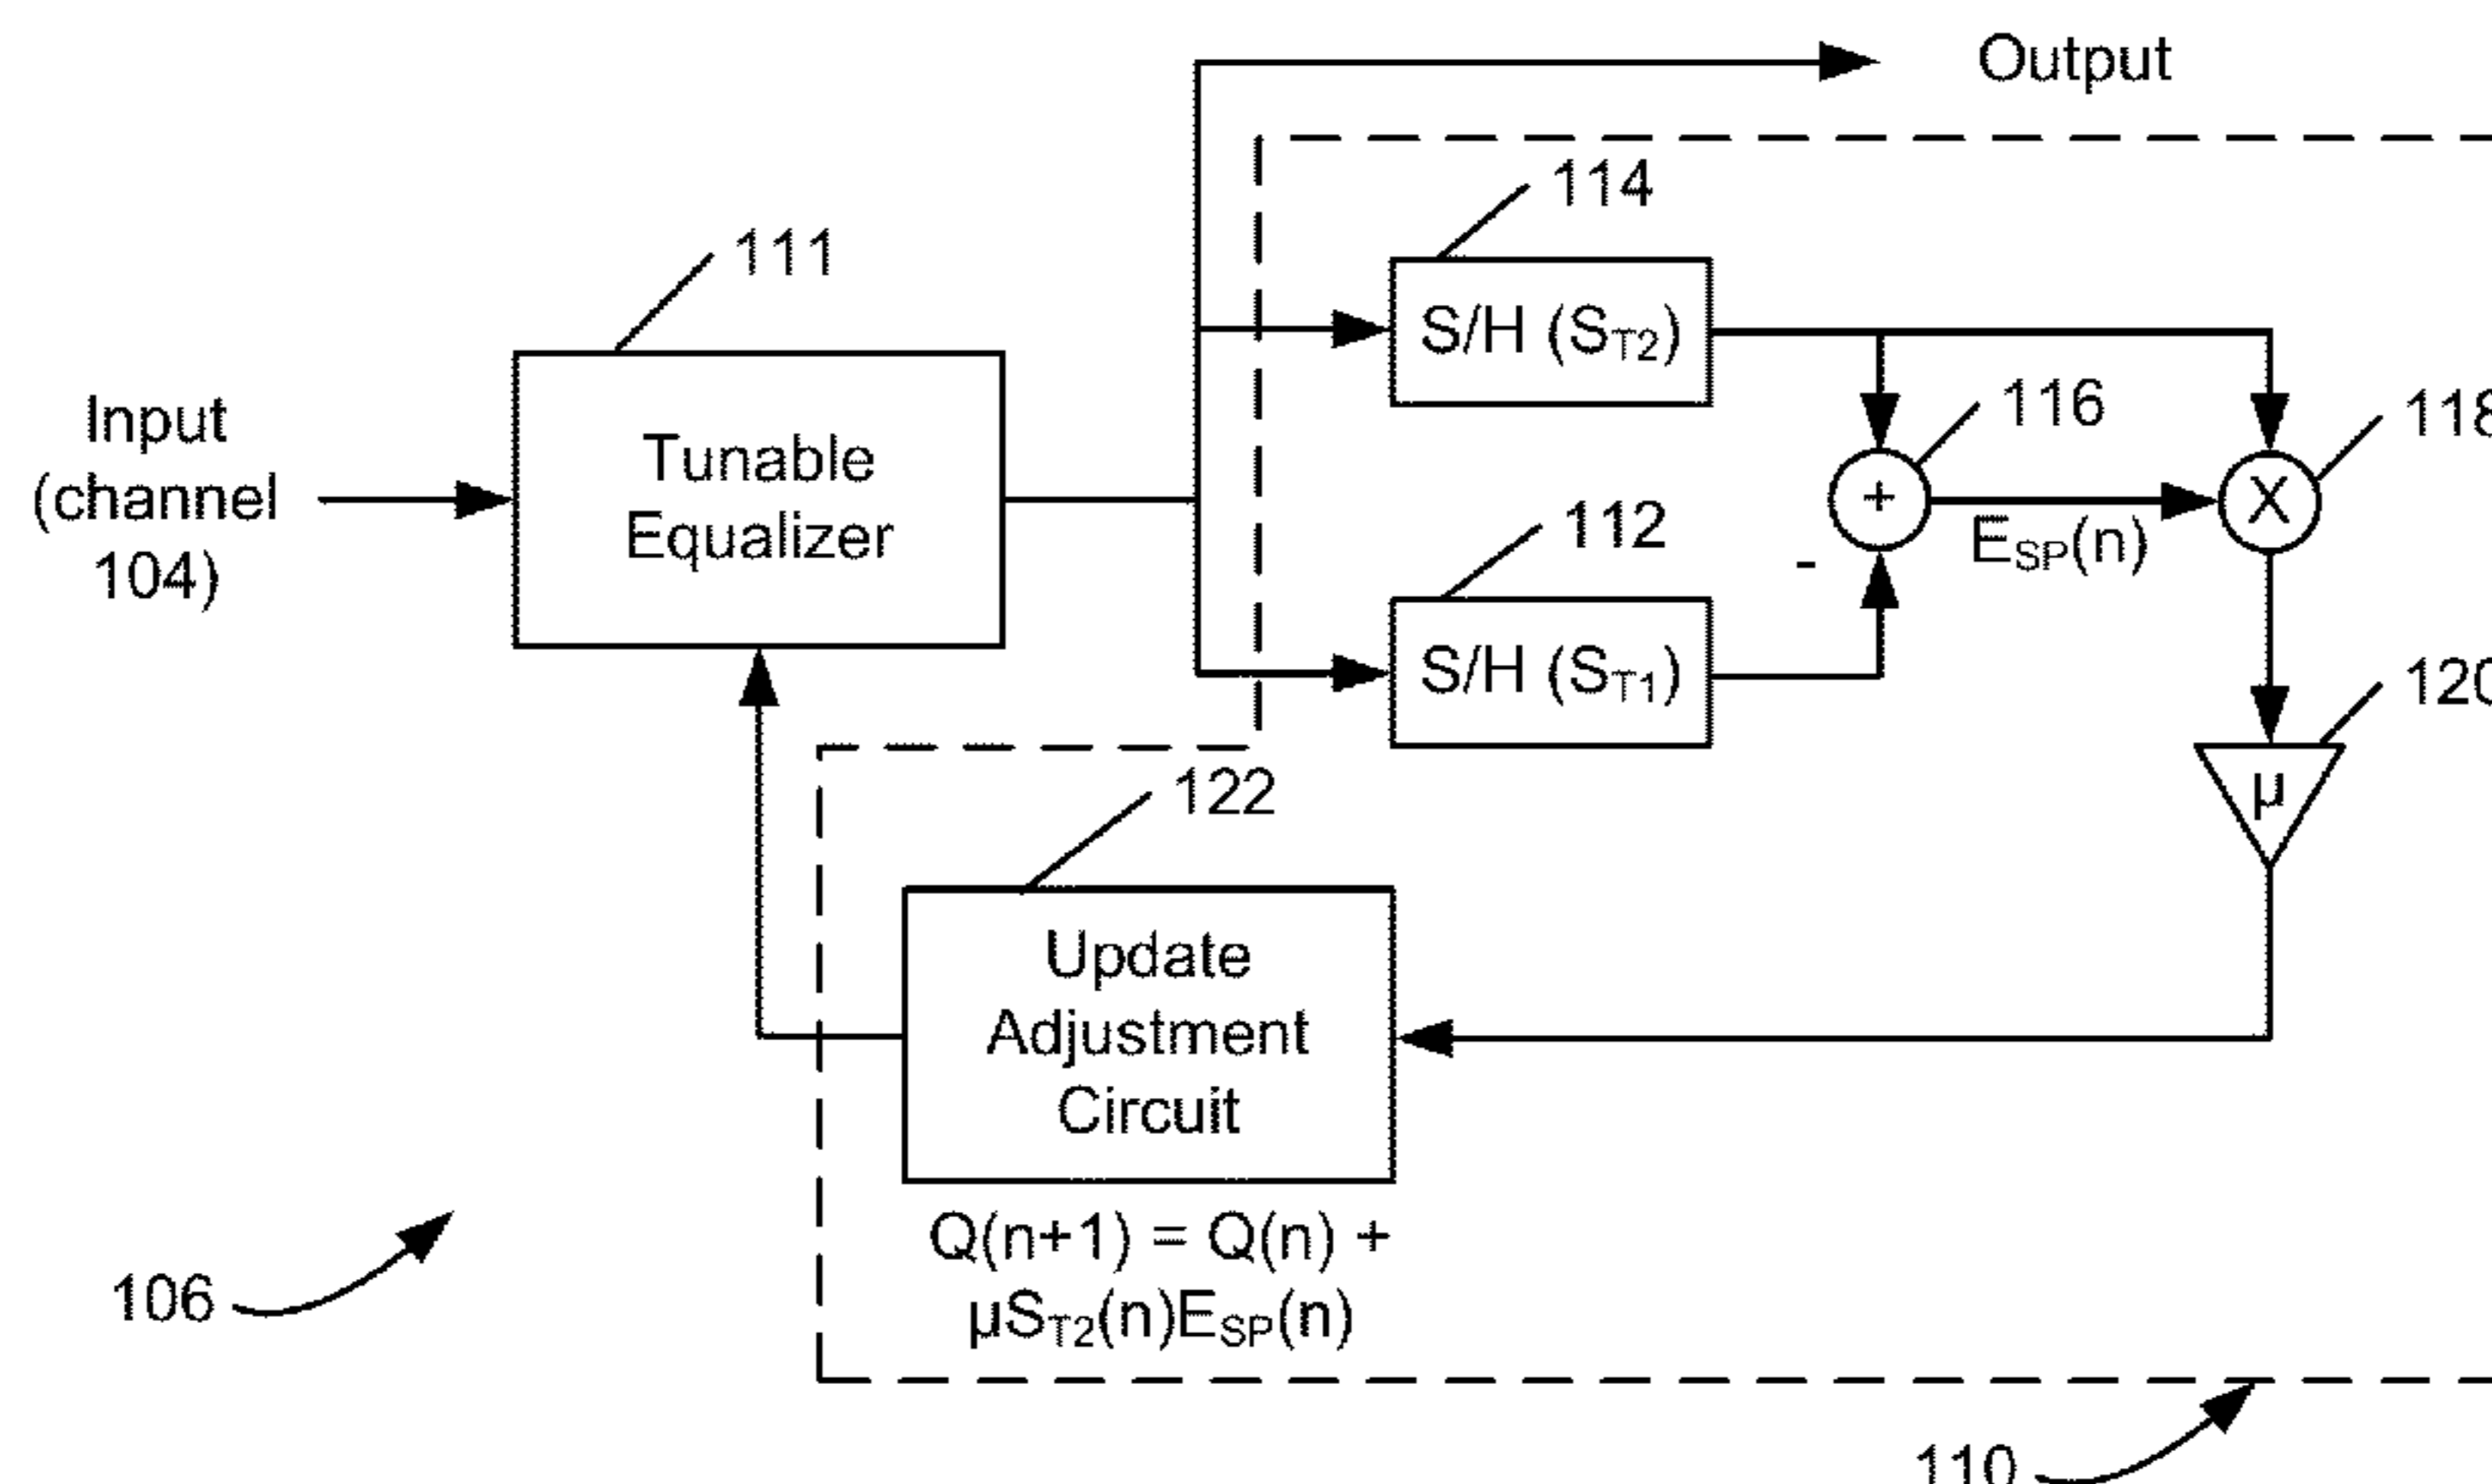 Output
114
111
S/H (ST2)
Input
(channel
104)
116
118
Tunable
Equalizer
+
X
112
-
ESP(n)
S/H (ST1)
120
122
µ
Update
Adjustment
Circuit
Q(n+1) = Q(n) +
µST2(n)ESP(n)
106
110